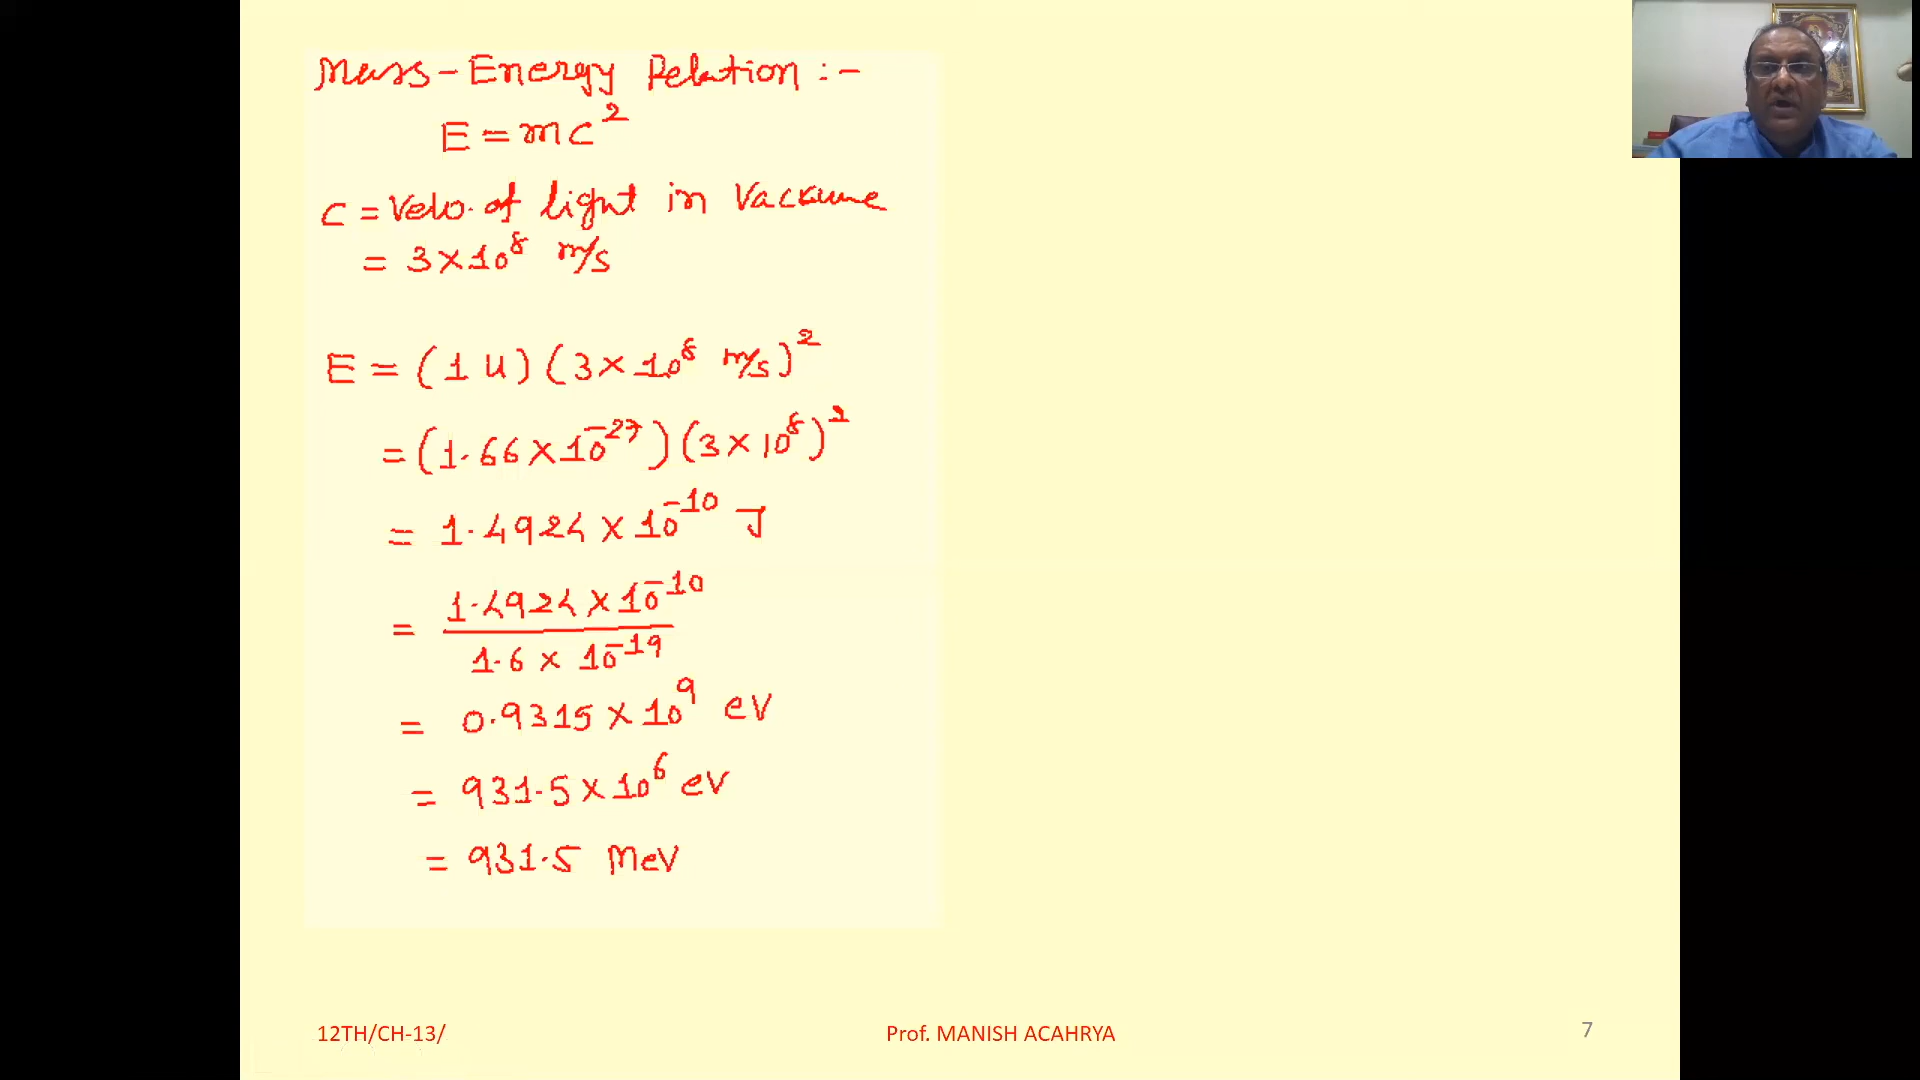 Mass-Energy Relation :-
E = mc²
C = Velo. of light in Vaccume
= 3×10⁸ m/s
E = (1 u) (3×10⁸ m/s)²
= (1.66×10⁻²⁷) (3×10⁸)²
= 1.4924×10⁻¹⁰ J
= 1.4924×10⁻¹⁰
1.6×10⁻¹⁹
= 0.9315×10⁹ eV
= 931.5×10⁶ eV
= 931.5 MeV
12TH/CH-13/ Prof. MANISH ACAHRYA 7